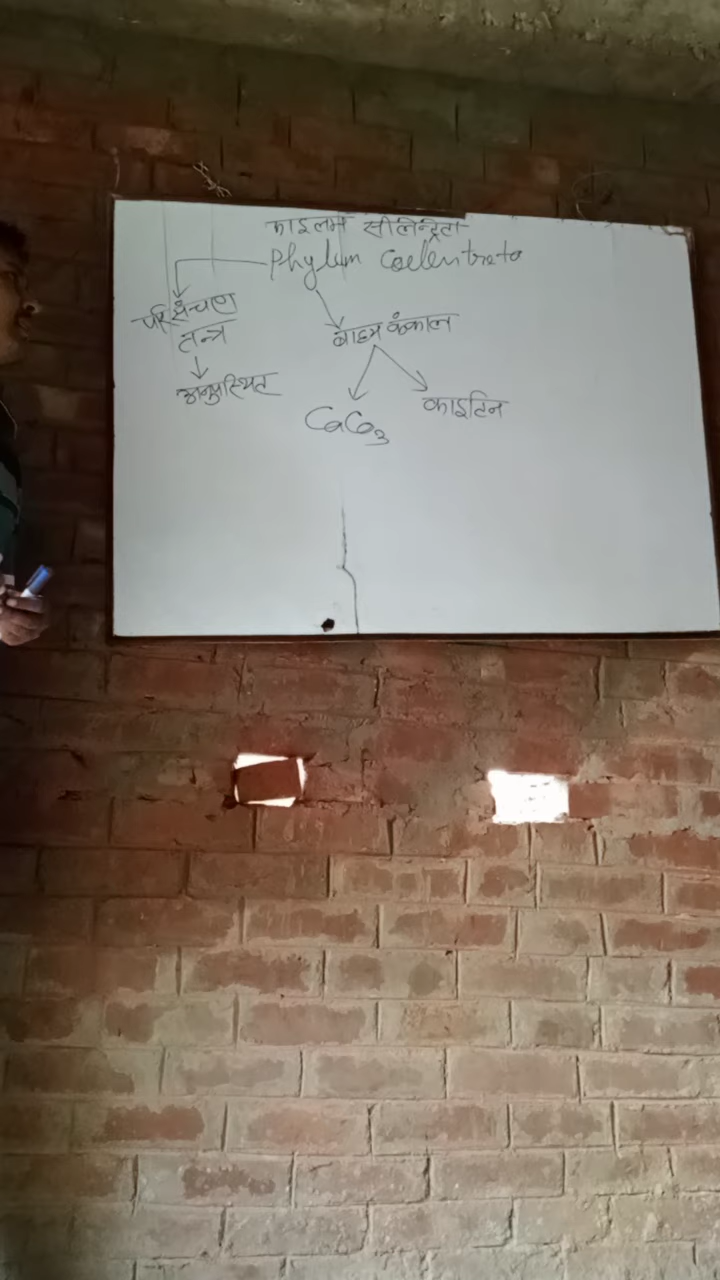 काइलम सीलेन्ट्रेटा
Phylum Coelentrata
परिसंचरण
तन्त्र
अनुपस्थित
बाह्य कंकाल
CaCo3
काइटिन